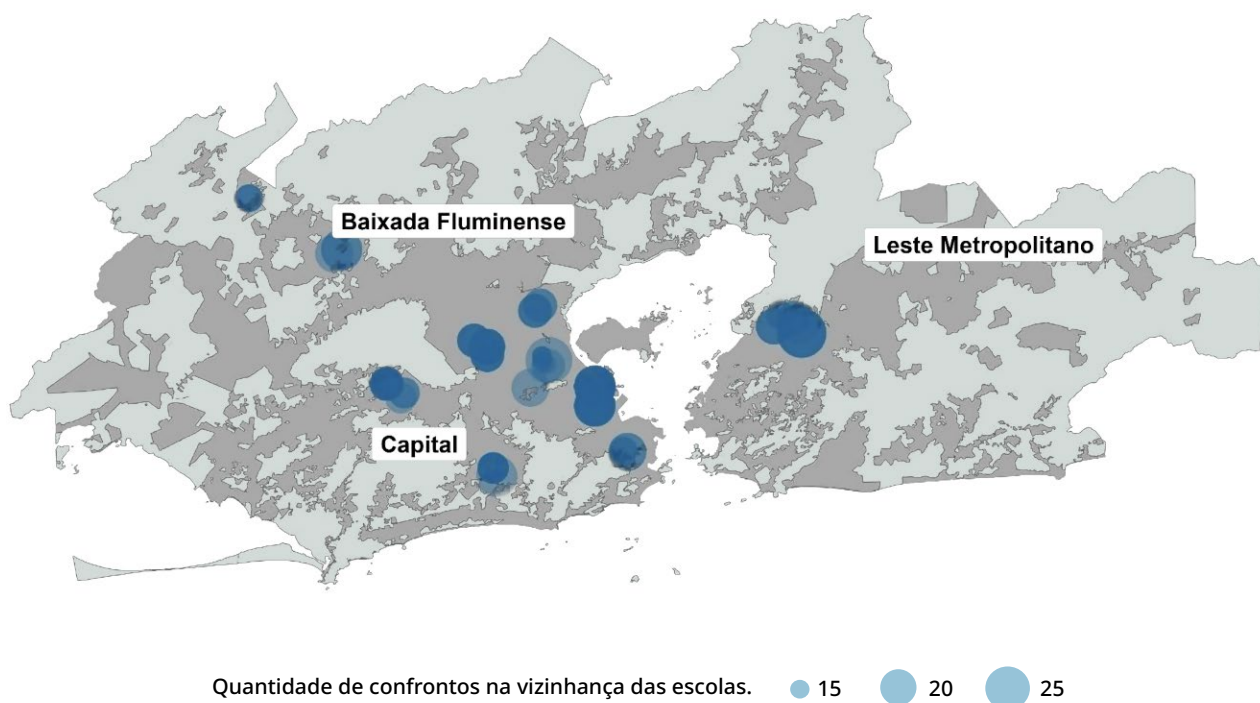 Baixada Fluminense
Leste Metropolitano
Capital
Quantidade de confrontos na vizinhança das escolas. 15 20 25